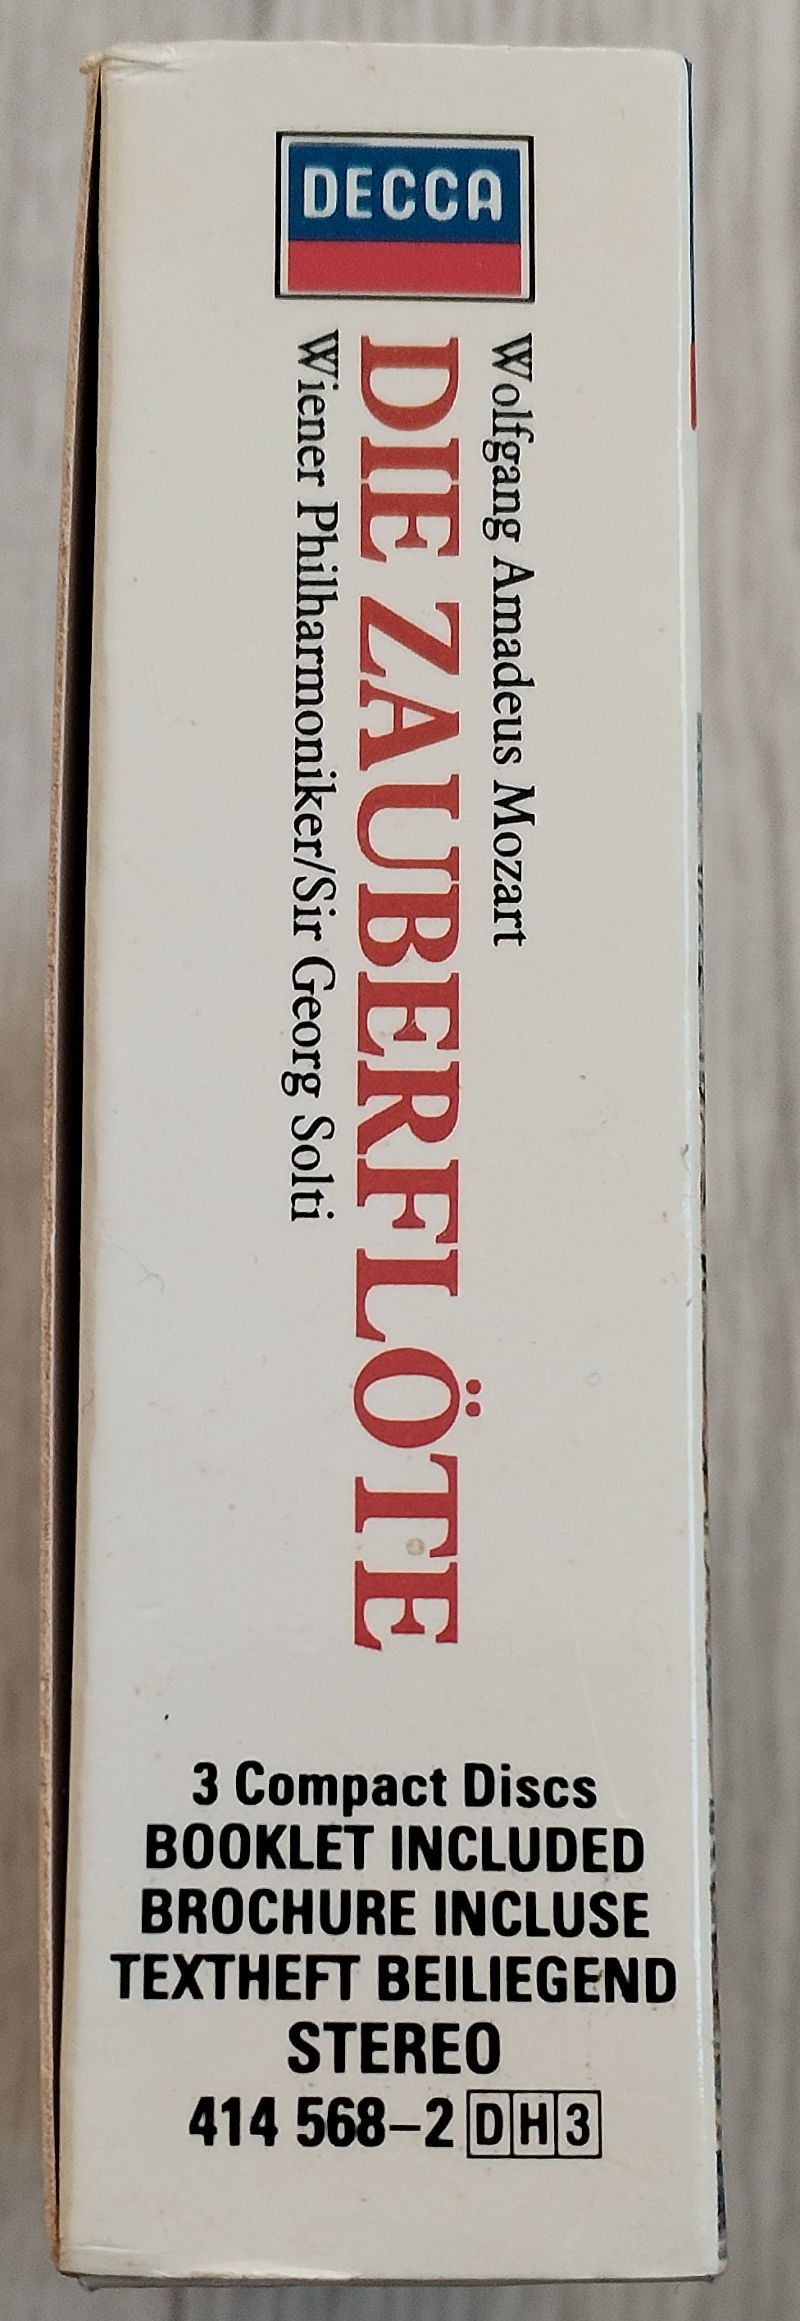 DECCA
Wolfgang Amadeus Mozart
DIE ZAUBERFLÖTE
Wiener Philharmoniker/Sir Georg Solti
3 Compact Discs
BOOKLET INCLUDED
BROCHURE INCLUSE
TEXTHEFT BEILIEGEND
STEREO
414 568-2 DH3